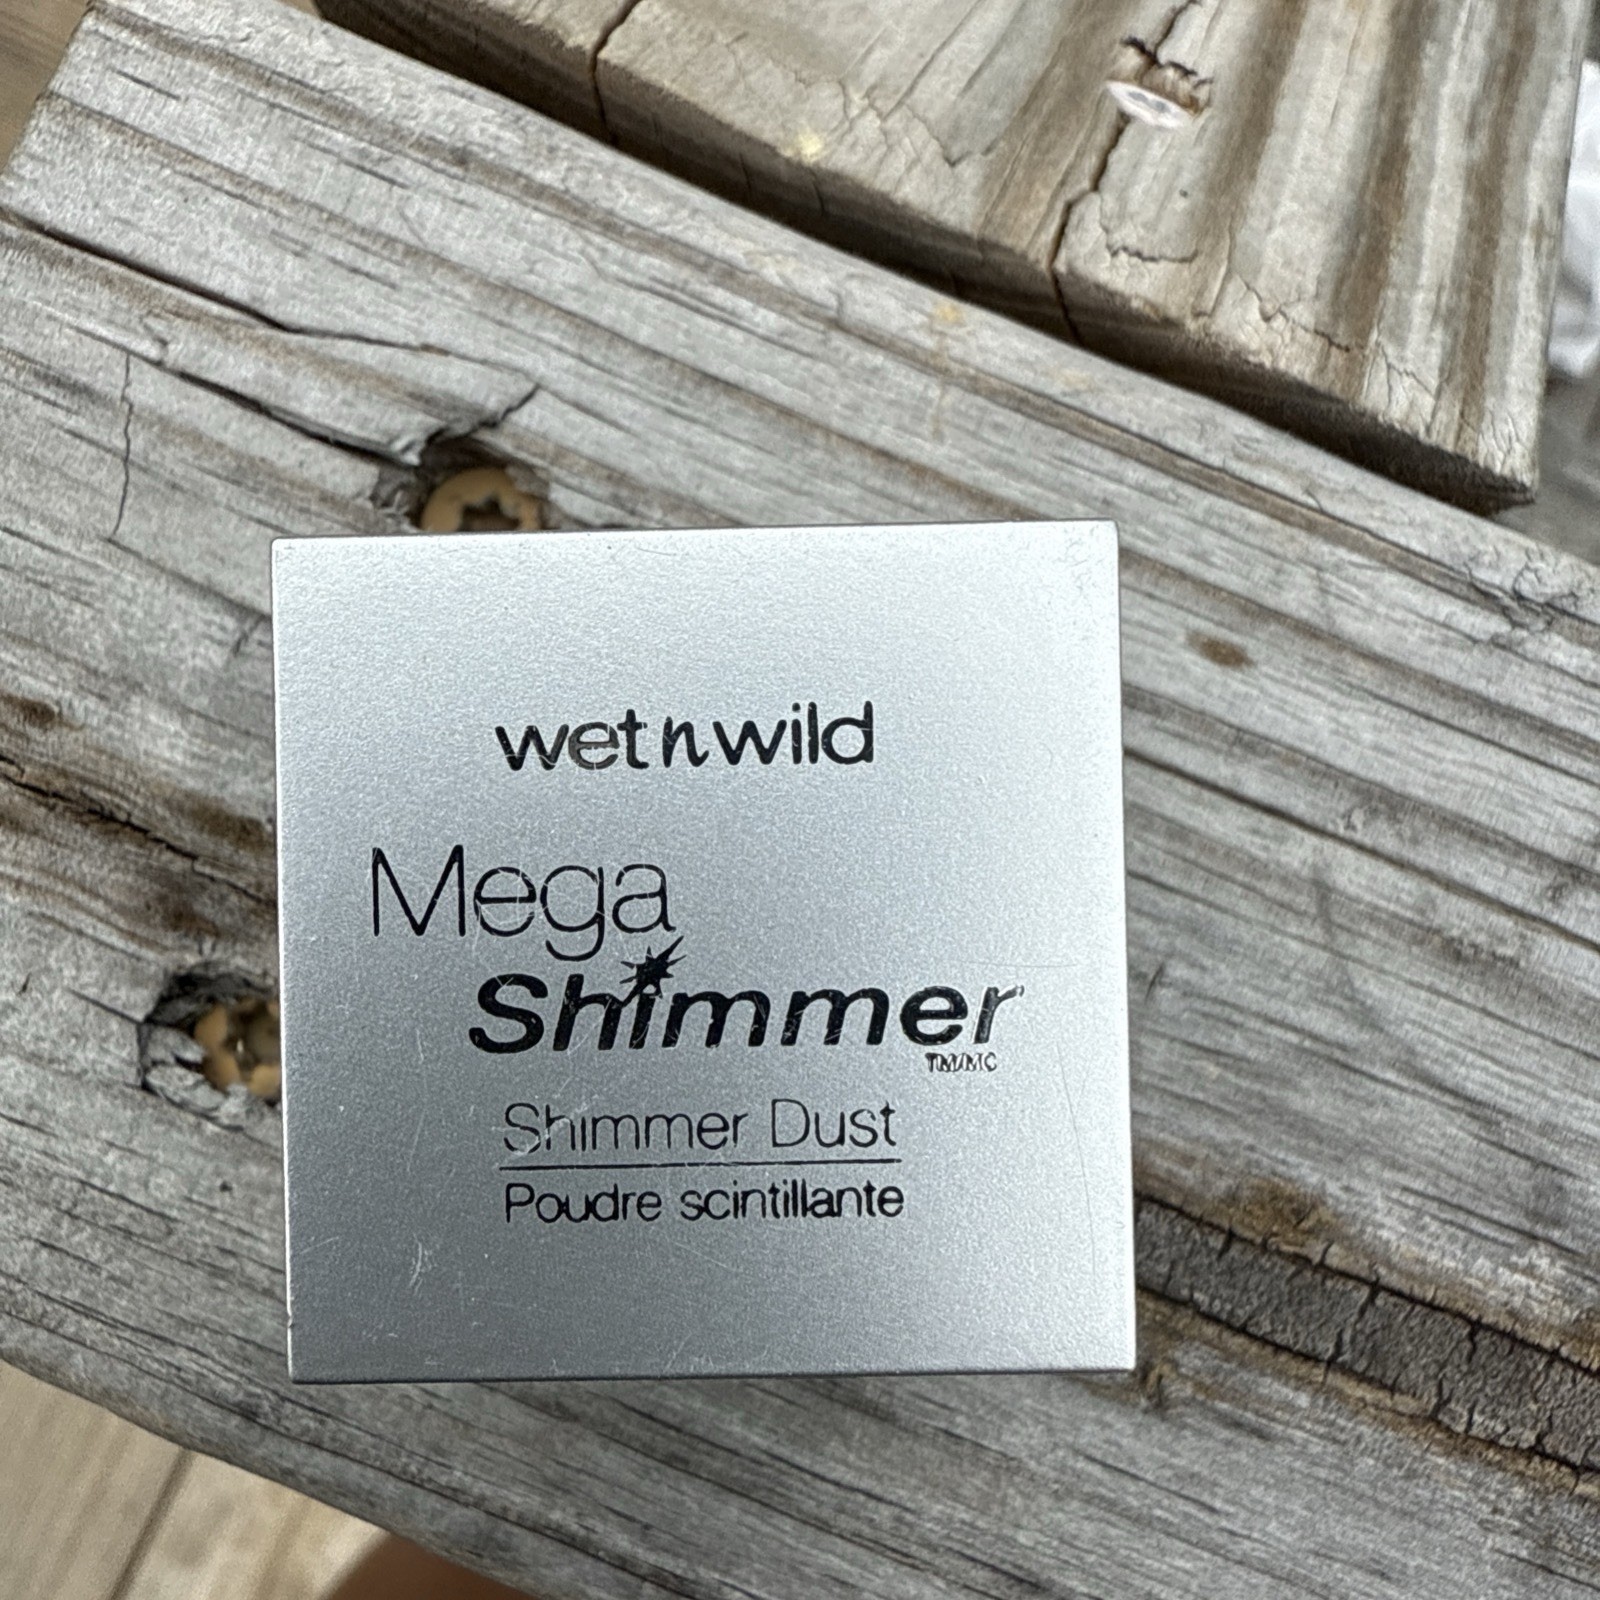 wet n wild
Mega
Shimmer
TM/MC
Shimmer Dust
Poudre scintillante